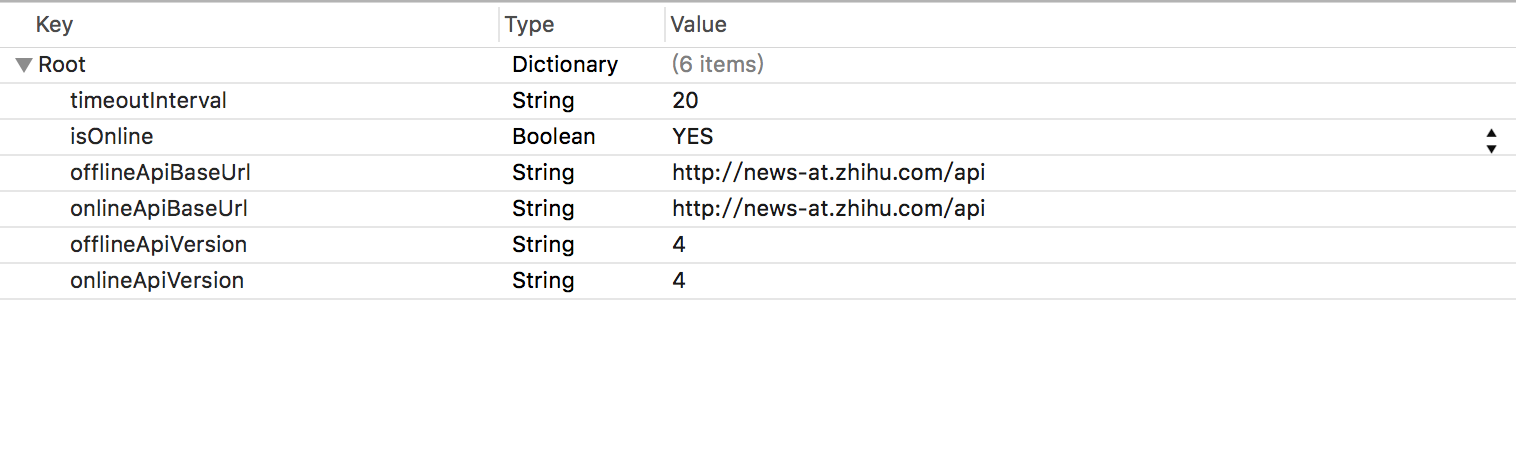 Key Type Value
Root Dictionary (6 items)
timeoutInterval String 20
isOnline Boolean YES
offlineApiBaseUrl String http://news-at.zhihu.com/api
onlineApiBaseUrl String http://news-at.zhihu.com/api
offlineApiVersion String 4
onlineApiVersion String 4